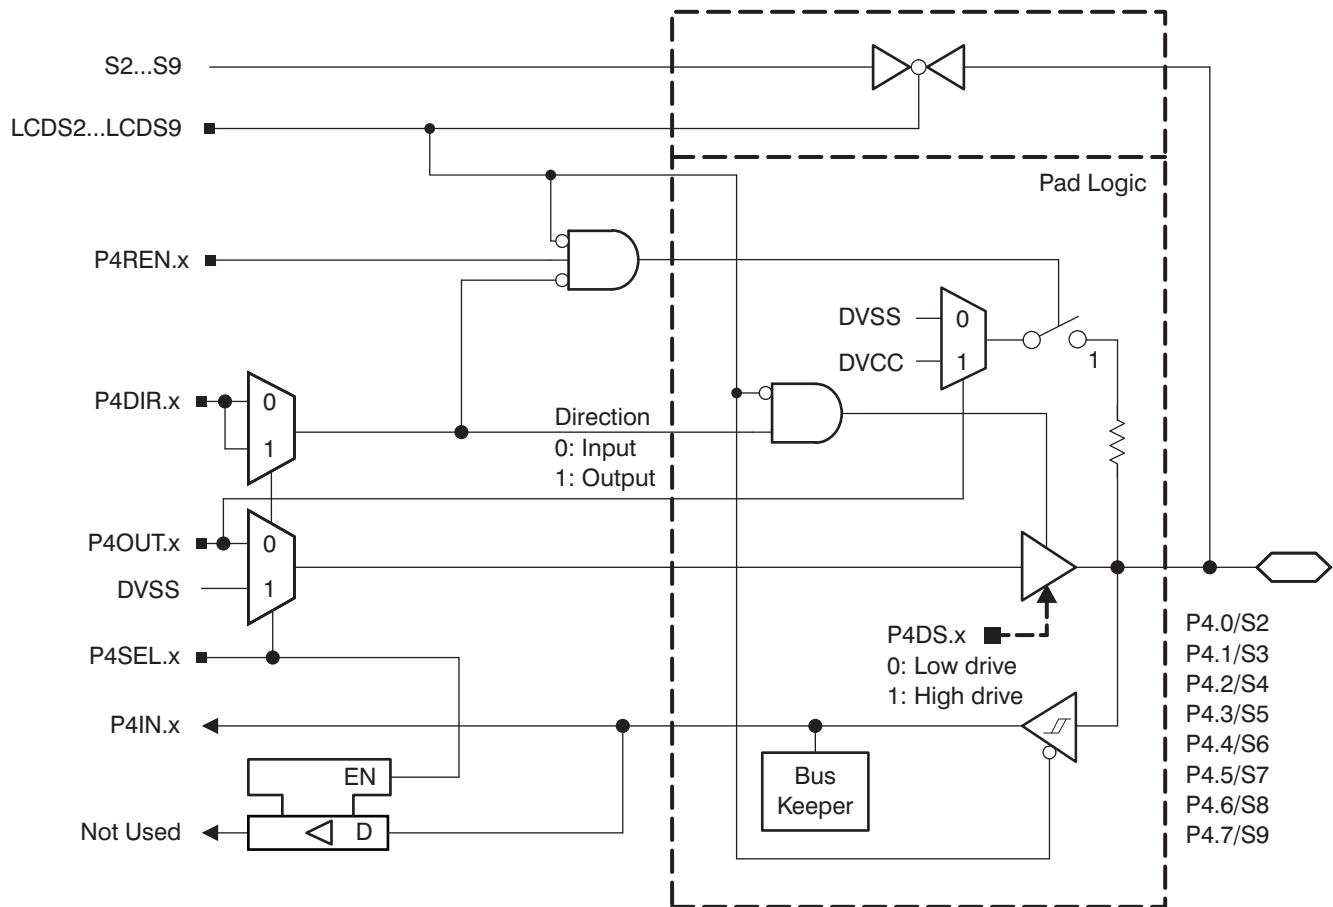 S2...S9
LCDS2...LCDS9
Pad Logic
P4REN.x
DVSS
0
DVCC
1
1
P4DIR.x
0
1
Direction
0: Input
1: Output
P4OUT.x
0
DVSS
1
P4SEL.x
P4DS.x
0: Low drive
1: High drive
P4.0/S2
P4.1/S3
P4.2/S4
P4.3/S5
P4.4/S6
P4.5/S7
P4.6/S8
P4.7/S9
P4IN.x
Bus
Keeper
EN
Not Used
D